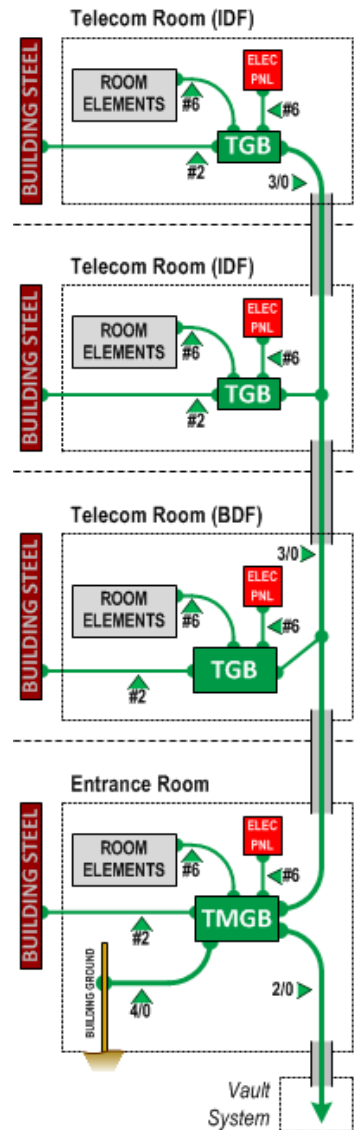 Telecom Room (IDF)
BUILDING STEEL
ROOM
ELEMENTS
ELEC
PNL
#6
#6
TGB
#2
3/0
Telecom Room (IDF)
BUILDING STEEL
ROOM
ELEMENTS
ELEC
PNL
#6
#6
TGB
#2
Telecom Room (BDF)
3/0
BUILDING STEEL
ROOM
ELEMENTS
ELEC
PNL
#6
#6
TGB
#2
Entrance Room
BUILDING STEEL
ROOM
ELEMENTS
ELEC
PNL
#6
#6
TMGB
#2
BUILDING GROUND
4/0
2/0
Vault
System